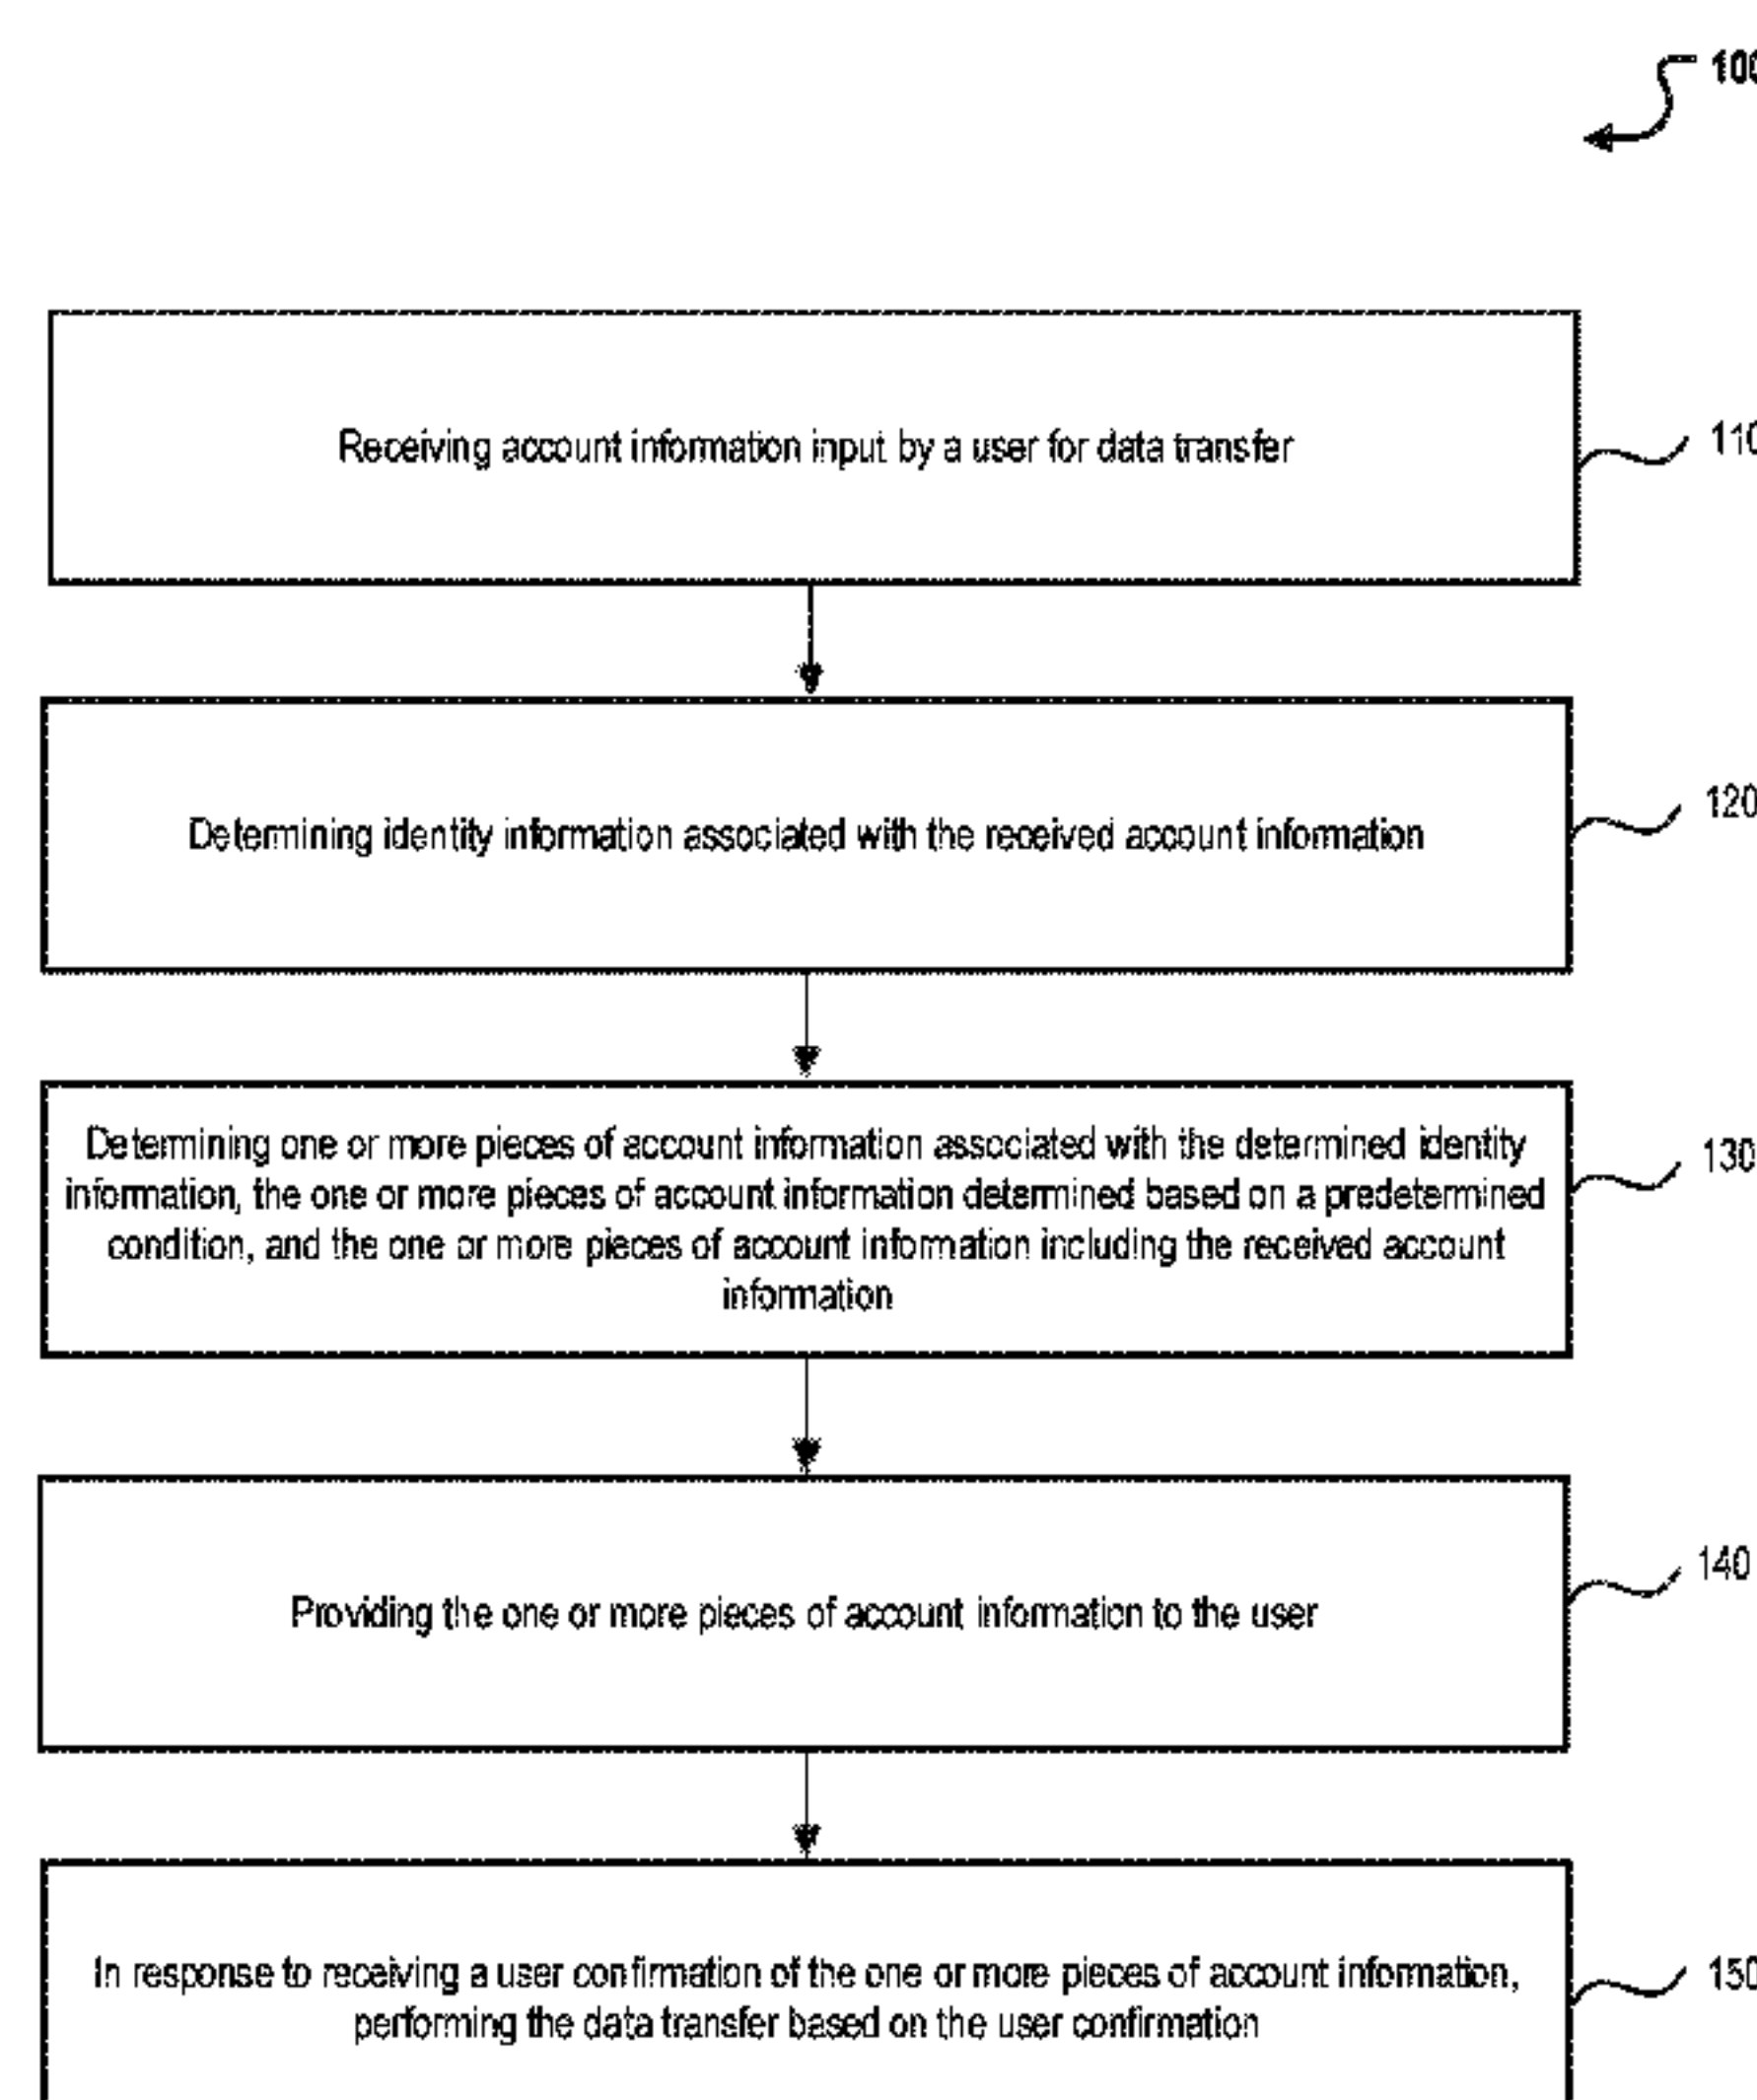 100
Receiving account information input by a user for data transfer
110
Determining identity information associated with the received account information
120
Determining one or more pieces of account information associated with the determined identity
information, the one or more pieces of account information determined based on a predetermined
condition, and the one or more pieces of account information including the received account
information
130
Providing the one or more pieces of account information to the user
140
In response to receiving a user confirmation of the one or more pieces of account information,
performing the data transfer based on the user confirmation
150